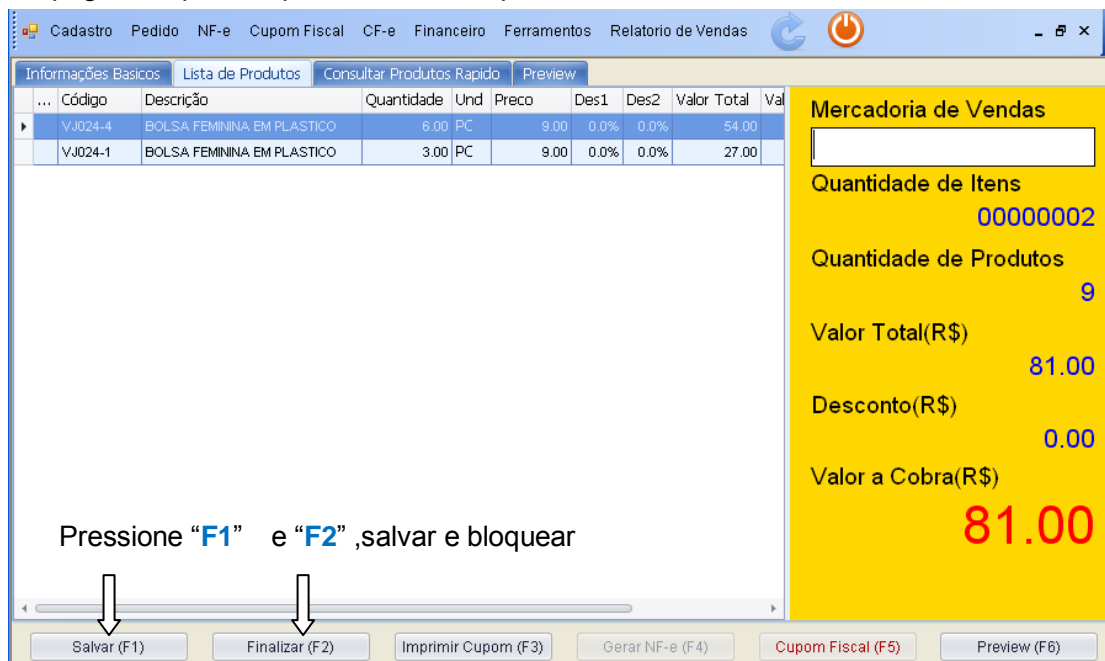 Cadastro Pedido NF-e Cupom Fiscal CF-e Financeiro Ferramentos Relatorio de Vendas
Informações Basicos Lista de Produtos Consultar Produtos Rapido Preview
... Código Descrição Quantidade Und Preco Des1 Des2 Valor Total Val
VJ024-4 BOLSA FEMININA EM PLASTICO 6.00 PC 9.00 0.0% 0.0% 54.00
VJ024-1 BOLSA FEMININA EM PLASTICO 3.00 PC 9.00 0.0% 0.0% 27.00
Mercadoria de Vendas
Quantidade de Itens
00000002
Quantidade de Produtos
9
Valor Total(R$)
81.00
Desconto(R$)
0.00
Valor a Cobra(R$)
81.00
Pressione “F1” e “F2” ,salvar e bloquear
Salvar (F1) Finalizar (F2) Imprimir Cupom (F3) Gerar NF-e (F4) Cupom Fiscal (F5) Preview (F6)